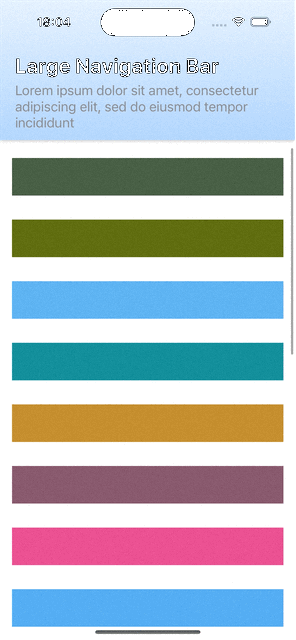 18:04
Large Navigation Bar
Lorem ipsum dolor sit amet, consectetur
adipiscing elit, sed do eiusmod tempor
incididunt